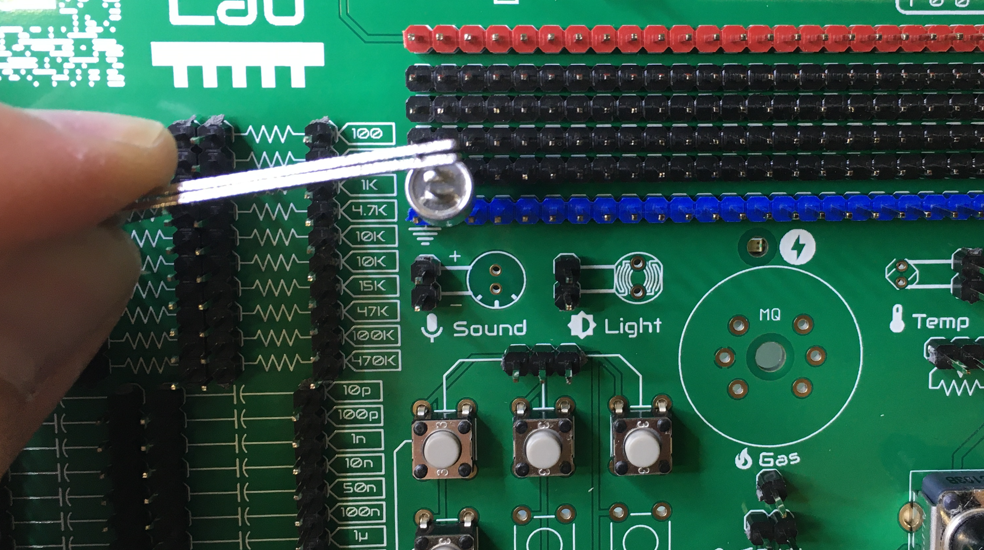 Lab
100
1K
4.7K
10K
10K
15K
47K
100K
470K
10p
100p
1n
10n
50n
100n
1µ
+
-
Sound
Light
MQ
Temp
Gas